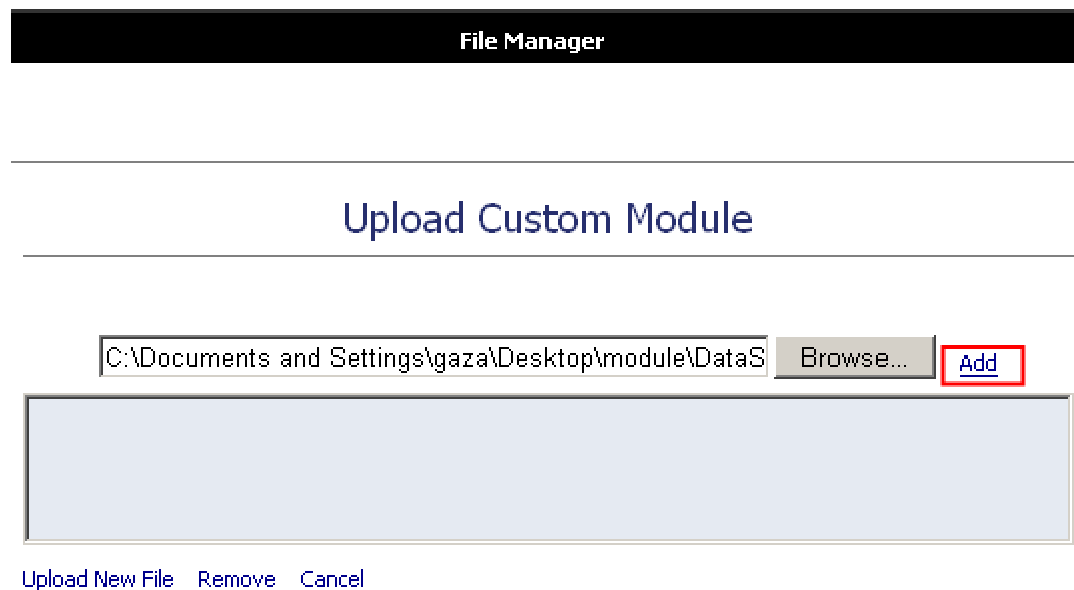 File Manager
Upload Custom Module
C:\Documents and Settings\gaza\Desktop\module\DataS Browse... Add
Upload New File Remove Cancel